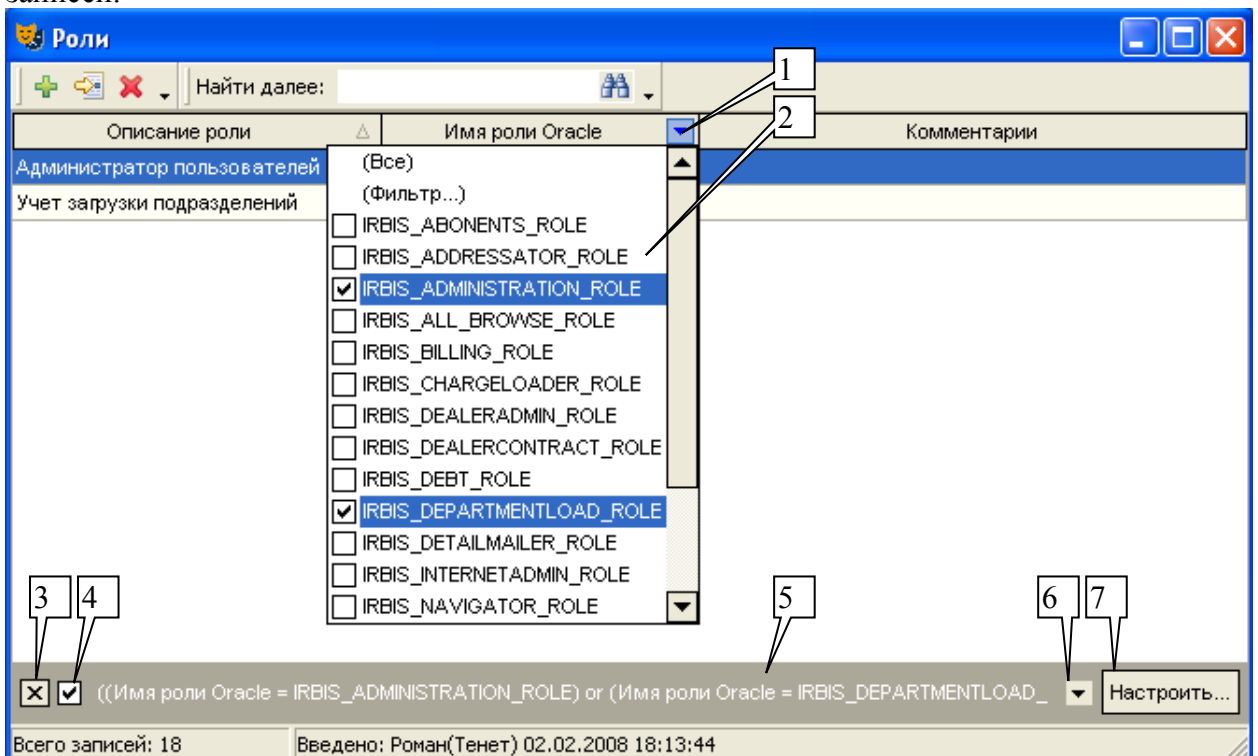 Роли
Найти далее:
1
2
Описание роли Имя роли Oracle Комментарии
Администратор пользователей
Учет загрузки подразделений
(Все)
(Фильтр...)
IRBIS_ABONENTS_ROLE
IRBIS_ADDRESSATOR_ROLE
IRBIS_ADMINISTRATION_ROLE
IRBIS_ALL_BROWSE_ROLE
IRBIS_BILLING_ROLE
IRBIS_CHARGELOADER_ROLE
IRBIS_DEALERADMIN_ROLE
IRBIS_DEALERCONTRACT_ROLE
IRBIS_DEBT_ROLE
IRBIS_DEPARTMENTLOAD_ROLE
IRBIS_DETAILMAILER_ROLE
IRBIS_INTERNETADMIN_ROLE
IRBIS_NAVIGATOR_ROLE
3 4 5 6 7
((Имя роли Oracle = IRBIS_ADMINISTRATION_ROLE) or (Имя роли Oracle = IRBIS_DEPARTMENTLOAD_ Настроить...
Всего записей: 18 Введено: Роман(Тенет) 02.02.2008 18:13:44